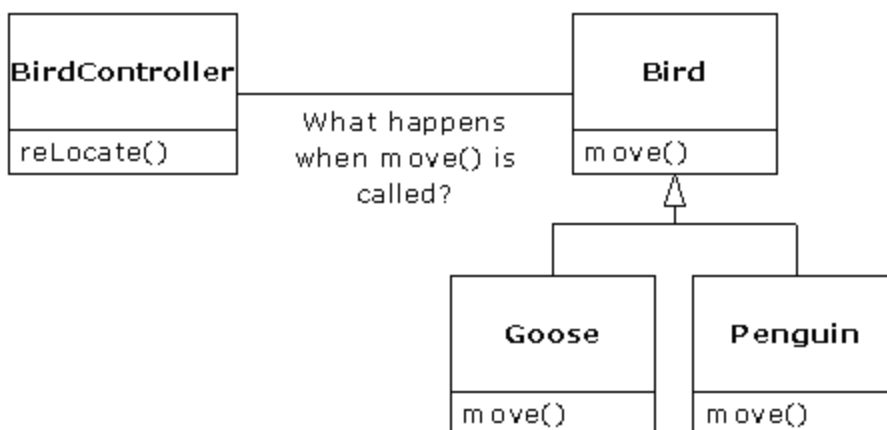 BirdController
reLocate()
What happens
when move() is
called?
Bird
move()
Goose
move()
Penguin
move()